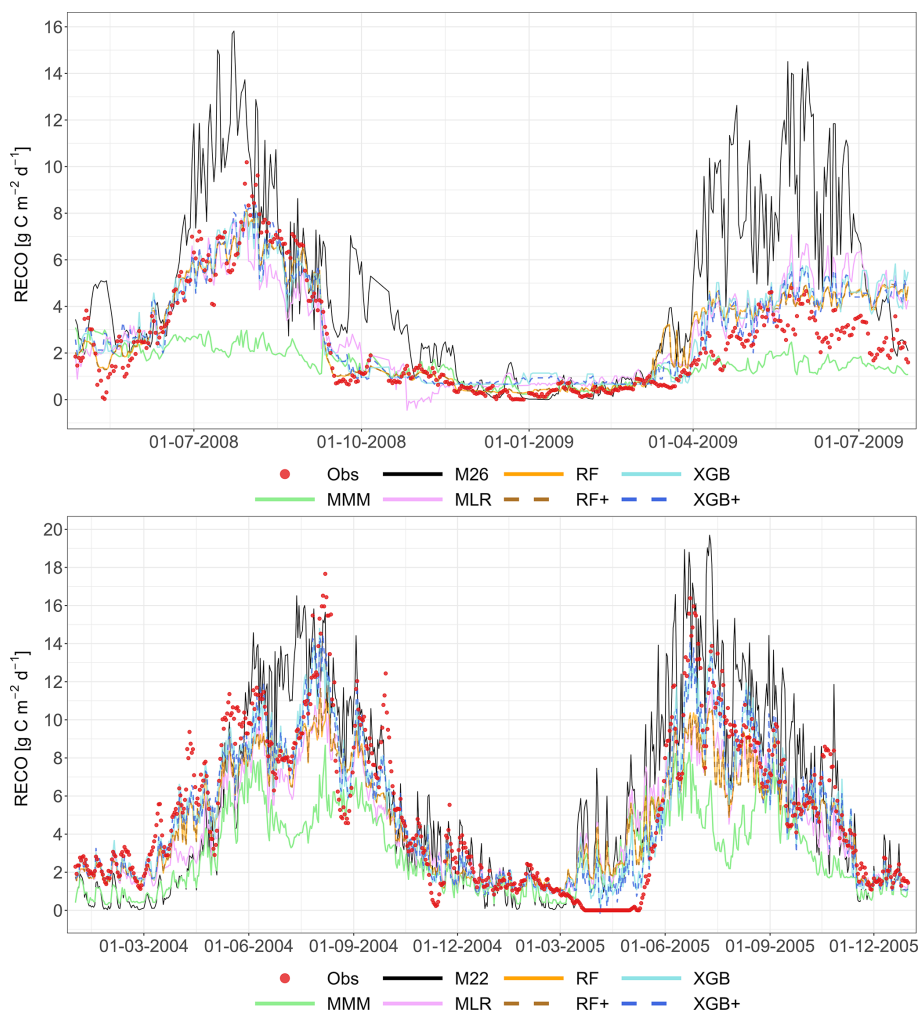 16
14
12
10
8
6
4
2
0
RECO [g C m⁻² d⁻¹]
01-07-2008 01-10-2008 01-01-2009 01-04-2009 01-07-2009
Obs M26 RF XGB
MMM MLR RF+ XGB+
20
18
16
14
12
10
8
6
4
2
0
RECO [g C m⁻² d⁻¹]
01-03-2004 01-06-2004 01-09-2004 01-12-2004 01-03-2005 01-06-2005 01-09-2005 01-12-2005
Obs M22 RF XGB
MMM MLR RF+ XGB+